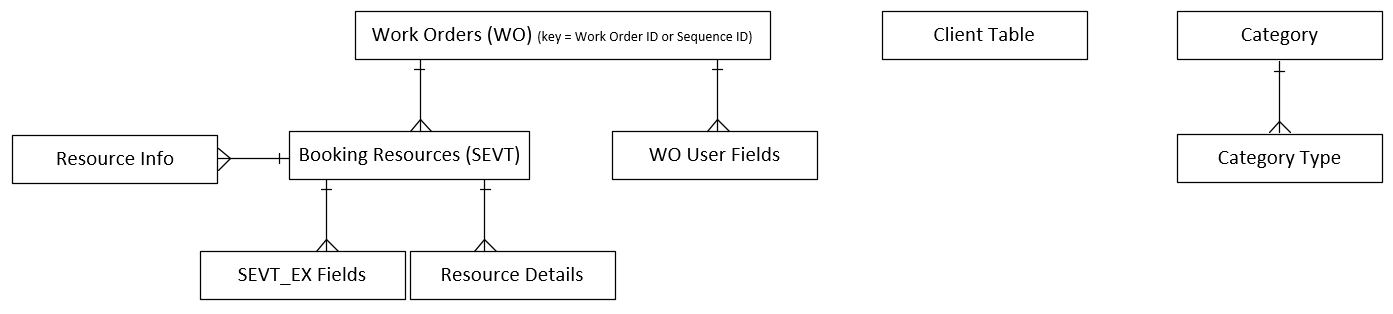 Work Orders (WO) (key = Work Order ID or Sequence ID)
Client Table
Category
Resource Info
Booking Resources (SEVT)
WO User Fields
Category Type
SEVT_EX Fields
Resource Details